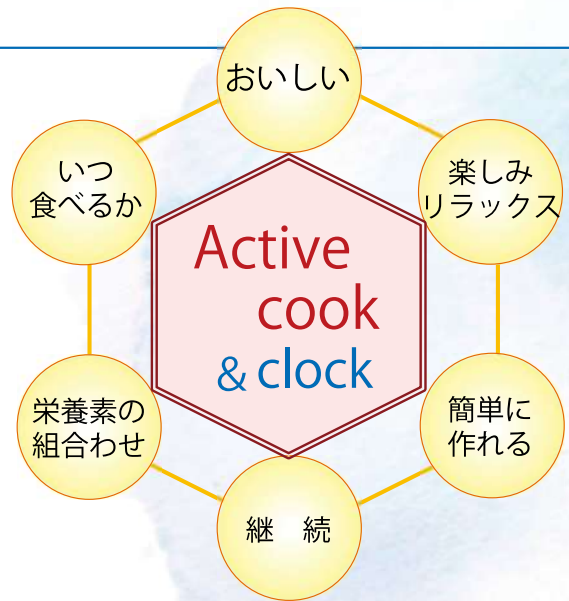 おいしい
楽しみ
リラックス
簡単に
作れる
継　続
栄養素の
組合わせ
いつ
食べるか
Active
cook
& clock